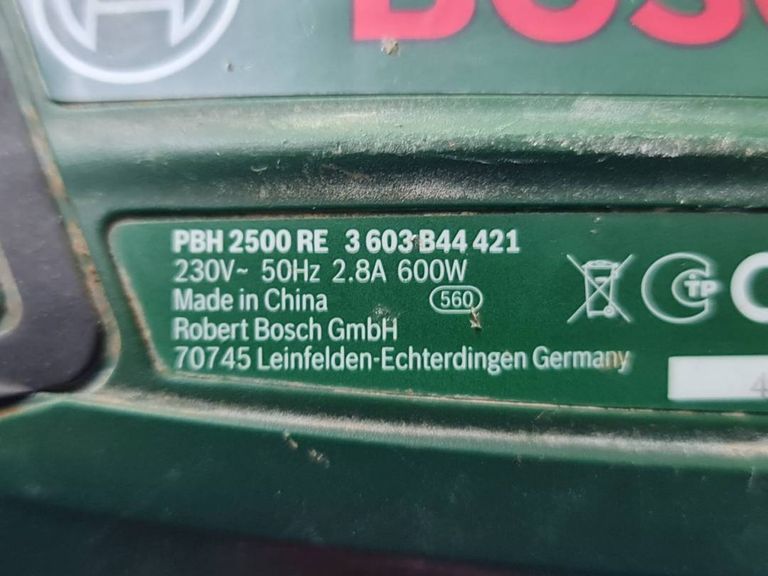 BOSC
PBH 2500 RE 3 603 B44 421
230V~ 50Hz 2.8A 600W
Made in China 560
Robert Bosch GmbH
70745 Leinfelden-Echterdingen Germany